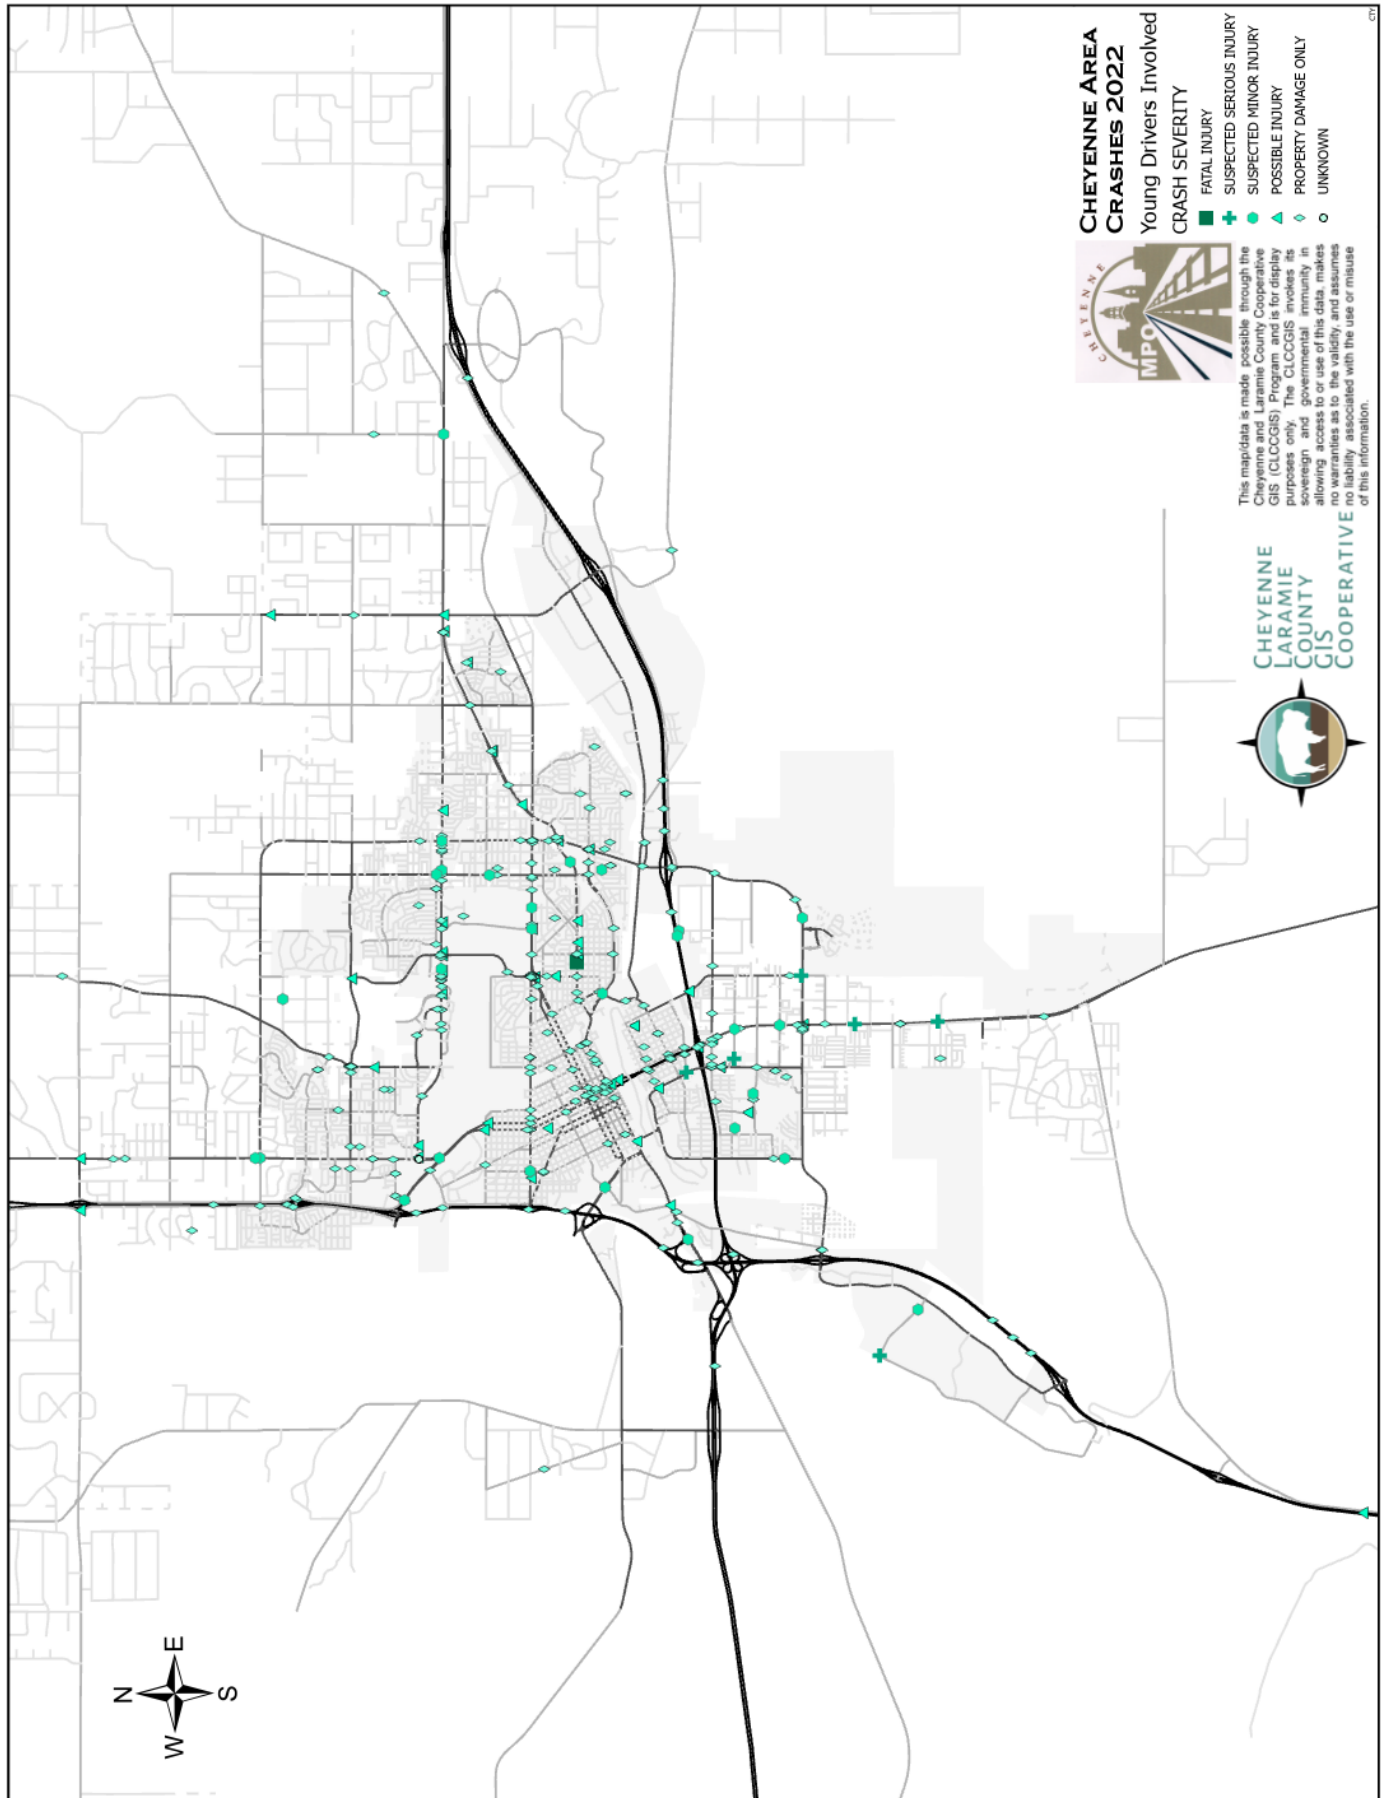 CHEYENNE AREA
CRASHES 2022
Young Drivers Involved
CRASH SEVERITY
FATAL INJURY
SUSPECTED SERIOUS INJURY
SUSPECTED MINOR INJURY
POSSIBLE INJURY
PROPERTY DAMAGE ONLY
UNKNOWN
CHEYENNE
MPO
This map/data is made possible through the
Cheyenne and Laramie County Cooperative
GIS (CLCCGIS) Program and is for display
purposes only. The CLCCGIS invokes its
sovereign and governmental immunity in
allowing access to or use of this data, makes
no warranties as to the validity, and assumes
no liability associated with the use or misuse
of this information.
CHEYENNE
LARAMIE
COUNTY
GIS
COOPERATIVE
N
W E
S
CTY